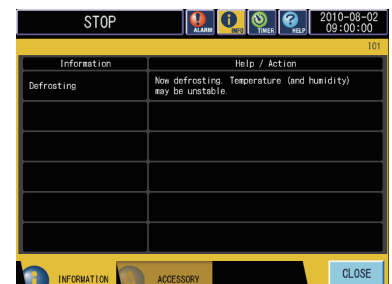 STOP
ALARM
INFO
TIMER
HELP
2010-08-02
09:00:00
I01
Information
Help / Action
Defrosting
Now defrosting. Temperature (and humidity)
may be unstable.
INFORMATION
ACCESSORY
CLOSE